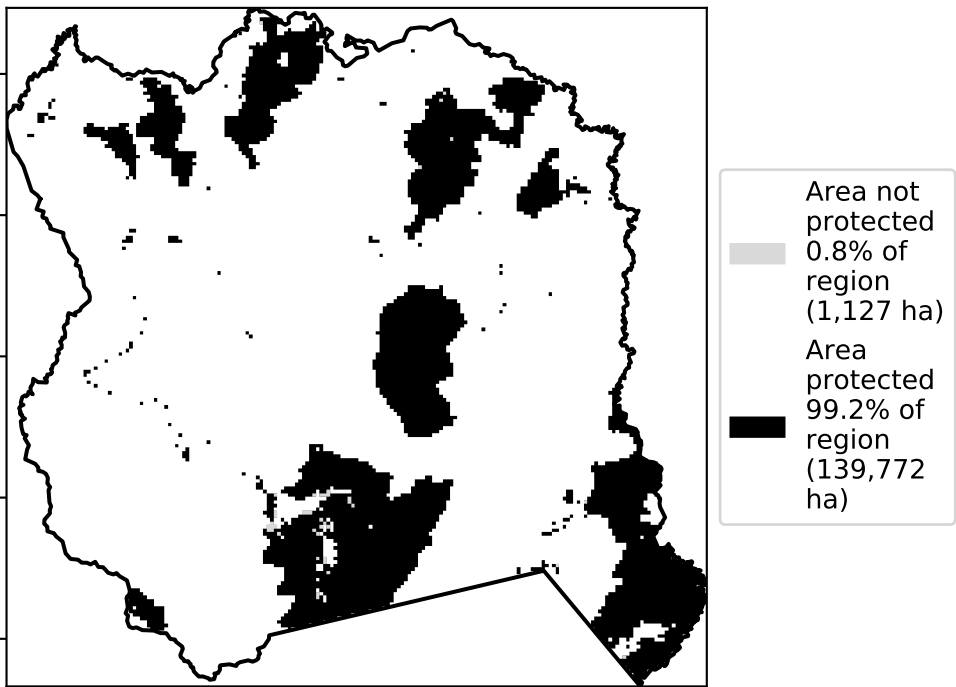 Area not
protected
0.8% of
region
(1,127 ha)
Area
protected
99.2% of
region
(139,772
ha)